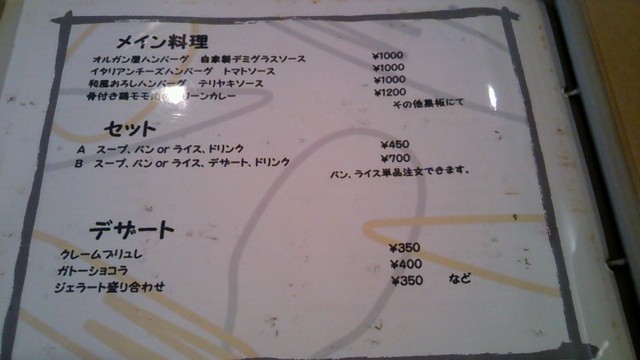 メイン料理
オルガン屋ハンバーグ 自家製デミグラスソース ¥1000
イタリアンチーズハンバーグ トマトソース ¥1000
和風おろしハンバーグ テリヤキソース ¥1000
骨付き鶏モモ リーンカレー ¥1200
その他黒板にて
セット
A スープ、パン or ライス、ドリンク ¥450
B スープ、パン or ライス、デザート、ドリンク ¥700
パン、ライス単品注文できます。
デザート
クレームブリュレ ¥350
ガトーショコラ ¥400
ジェラート盛り合わせ ¥350 など